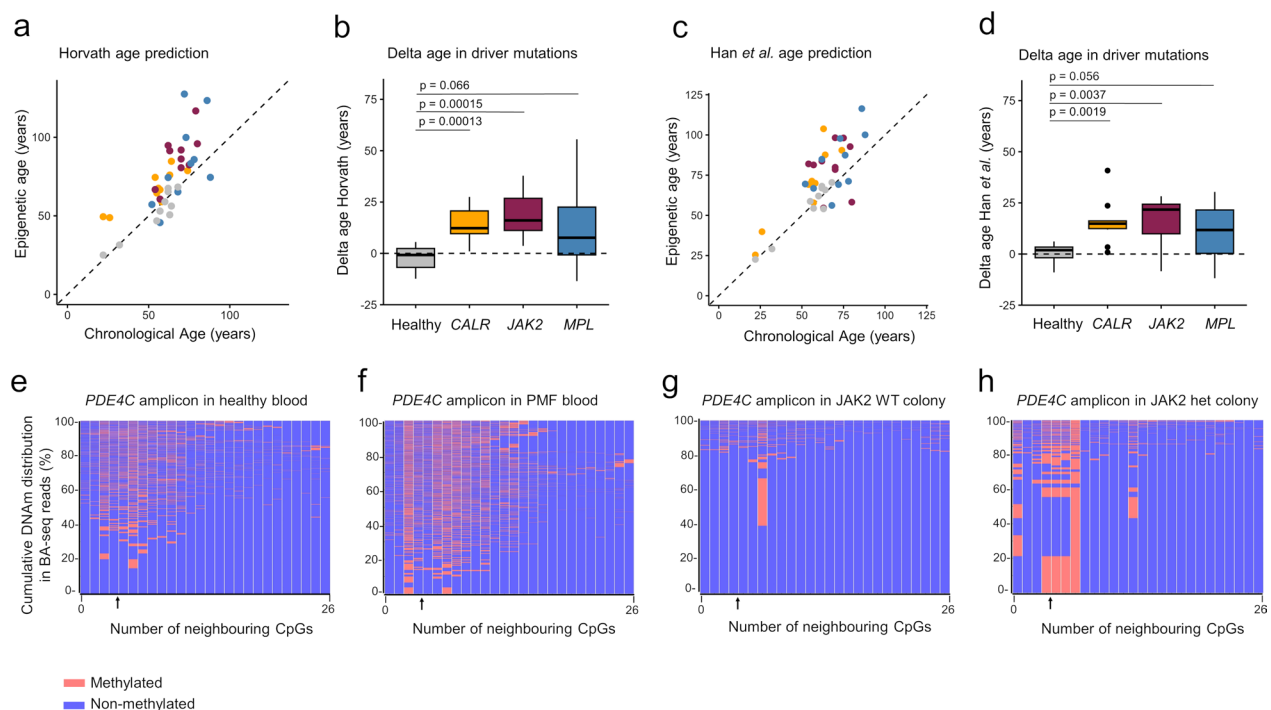 a
Horvath age prediction
Epigenetic age (years)
100
50
0
0
50
100
Chronological Age (years)
b
Delta age in driver mutations
p = 0.066
p = 0.00015
p = 0.00013
Delta age Horvath (years)
75
50
25
0
-25
Healthy
CALR
JAK2
MPL
c
Han et al. age prediction
Epigenetic age (years)
125
100
75
50
25
0
0
25
50
75
100
125
Chronological Age (years)
d
Delta age in driver mutations
p = 0.056
p = 0.0037
p = 0.0019
Delta age Han et al. (years)
75
50
25
0
-25
Healthy
CALR
JAK2
MPL
e
PDE4C amplicon in healthy blood
Cumulative DNAm distribution
in BA-seq reads (%)
100
80
60
40
20
0
0
26
Number of neighbouring CpGs
f
PDE4C amplicon in PMF blood
100
80
60
40
20
0
0
26
Number of neighbouring CpGs
g
PDE4C amplicon in JAK2 WT colony
100
80
60
40
20
0
0
26
Number of neighbouring CpGs
h
PDE4C amplicon in JAK2 het colony
100
80
60
40
20
0
0
26
Number of neighbouring CpGs
Methylated
Non-methylated